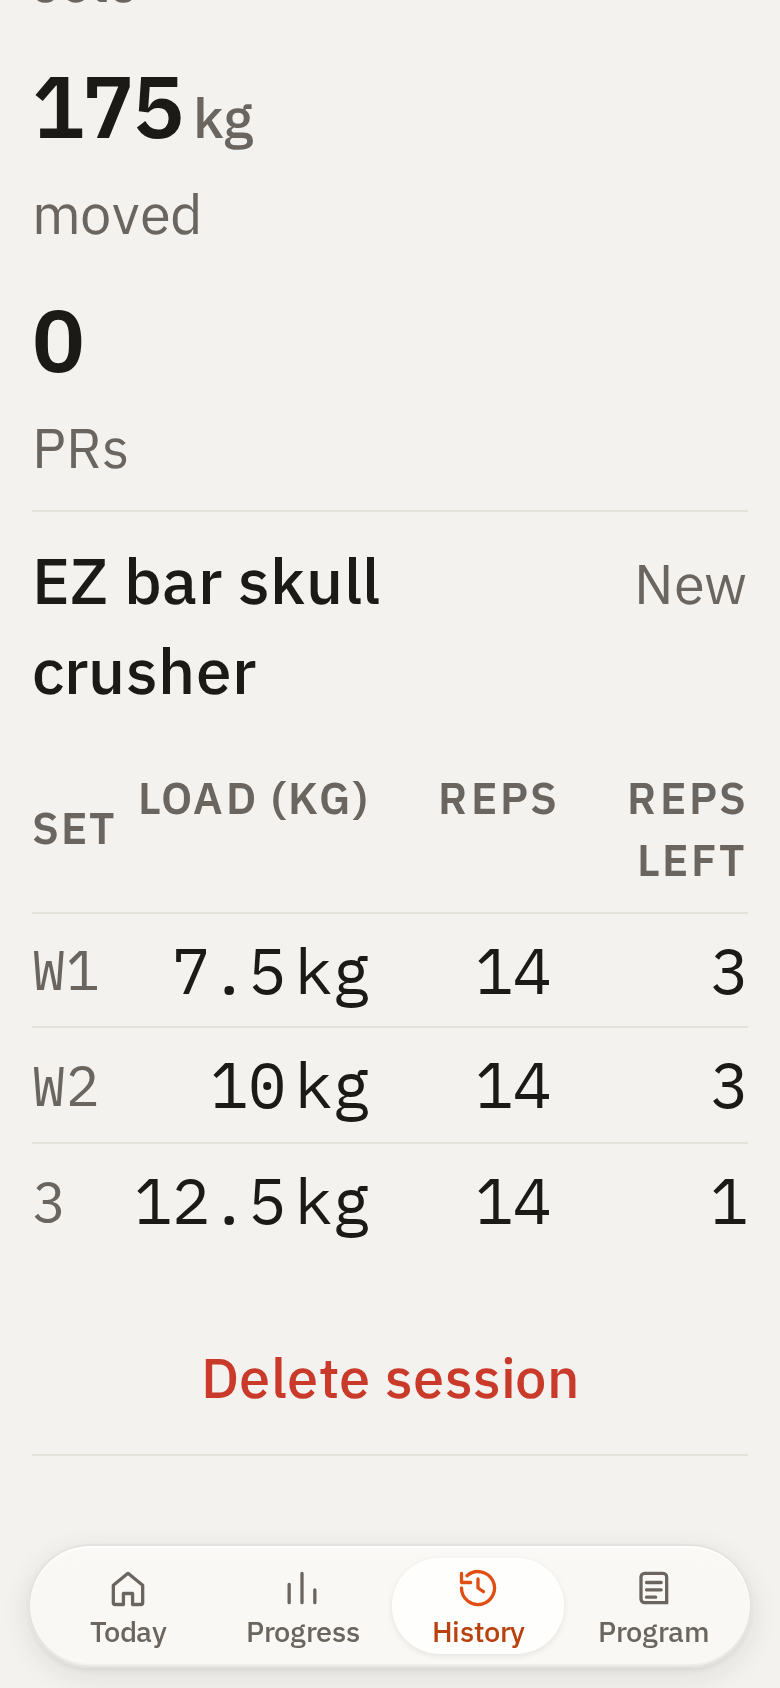 175 kg
moved
0
PRs
EZ bar skull
crusher
New
SET LOAD (KG) REPS REPS
LEFT
W1 7.5 kg 14 3
W2 10 kg 14 3
3 12.5 kg 14 1
Delete session
Today Progress History Program